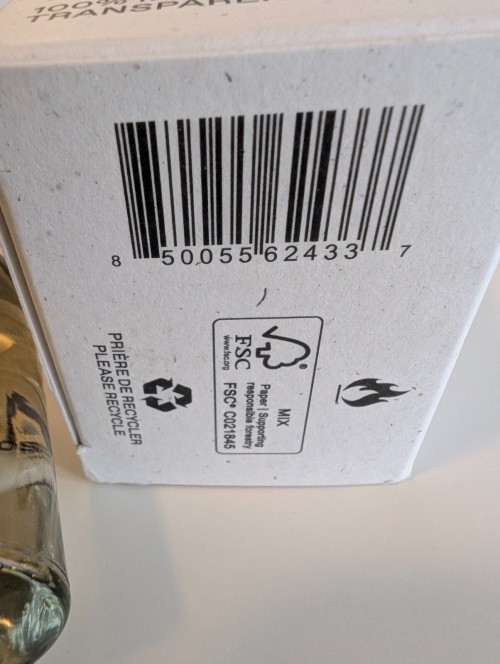 100%
TRANSPARE
8 50055 62433 7
PRIÈRE DE RECYCLER
PLEASE RECYCLE
FSC
www.fsc.org
MIX
Paper | Supporting
responsible forestry
FSC® C021845